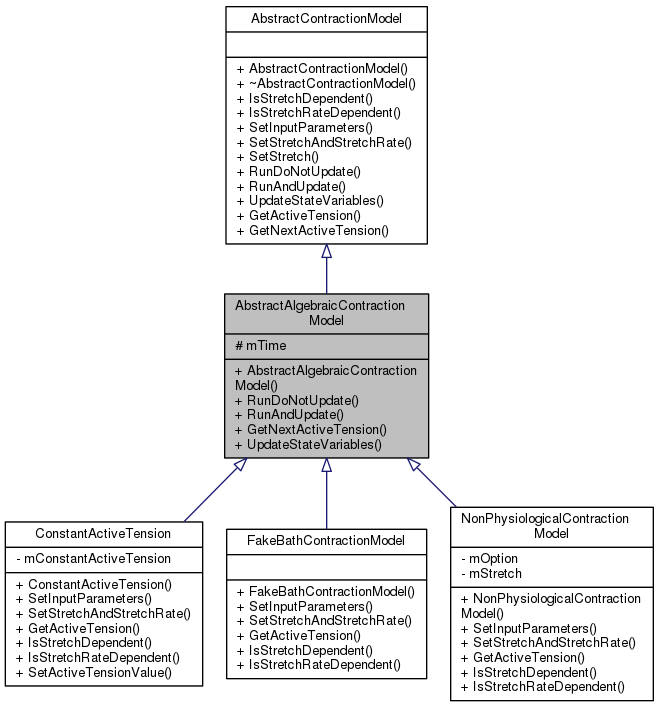 AbstractContractionModel
+ AbstractContractionModel()
+ ~AbstractContractionModel()
+ IsStretchDependent()
+ IsStretchRateDependent()
+ SetInputParameters()
+ SetStretchAndStretchRate()
+ SetStretch()
+ RunDoNotUpdate()
+ RunAndUpdate()
+ UpdateStateVariables()
+ GetActiveTension()
+ GetNextActiveTension()
AbstractAlgebraicContraction
Model
# mTime
+ AbstractAlgebraicContraction
Model()
+ RunDoNotUpdate()
+ RunAndUpdate()
+ GetNextActiveTension()
+ UpdateStateVariables()
ConstantActiveTension
- mConstantActiveTension
+ ConstantActiveTension()
+ SetInputParameters()
+ SetStretchAndStretchRate()
+ GetActiveTension()
+ IsStretchDependent()
+ IsStretchRateDependent()
+ SetActiveTensionValue()
FakeBathContractionModel
+ FakeBathContractionModel()
+ SetInputParameters()
+ SetStretchAndStretchRate()
+ GetActiveTension()
+ IsStretchDependent()
+ IsStretchRateDependent()
NonPhysiologicalContraction
Model
- mOption
- mStretch
+ NonPhysiologicalContraction
Model()
+ SetInputParameters()
+ SetStretchAndStretchRate()
+ GetActiveTension()
+ IsStretchDependent()
+ IsStretchRateDependent()